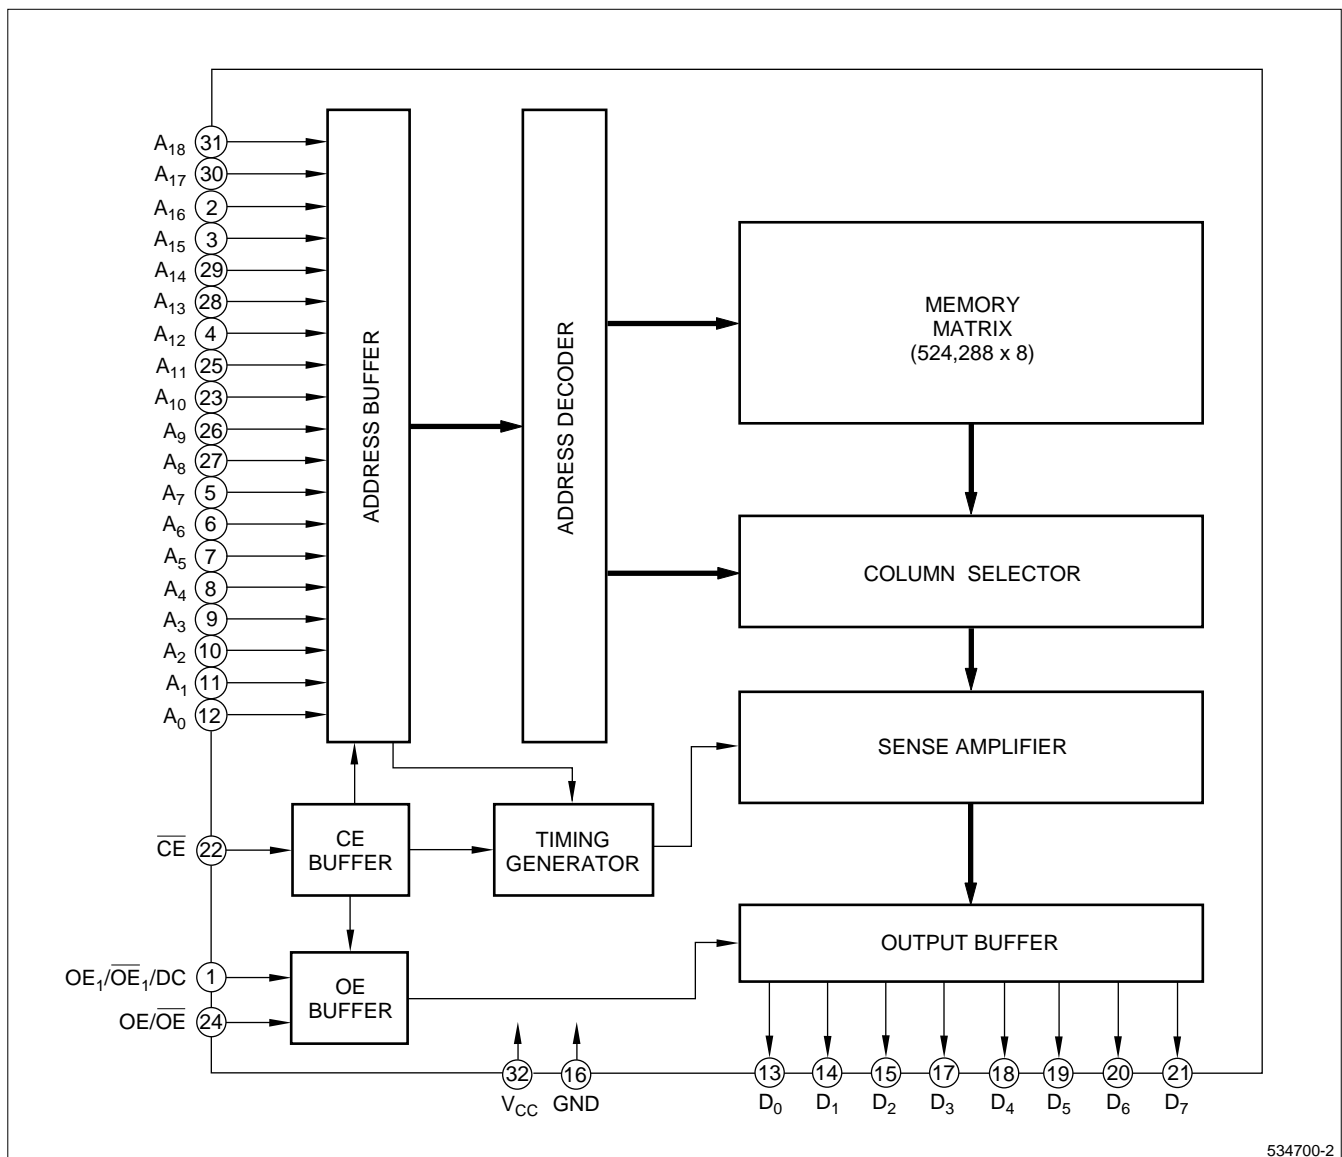 A18 31
A17 30
A16 2
A15 3
A14 29
A13 28
A12 4
A11 25
A10 23
A9 26
A8 27
A7 5
A6 6
A5 7
A4 8
A3 9
A2 10
A1 11
A0 12
ADDRESS BUFFER
ADDRESS DECODER
MEMORY
MATRIX
(524,288 x 8)
COLUMN SELECTOR
SENSE AMPLIFIER
C̅E̅ 22
CE
BUFFER
TIMING
GENERATOR
OUTPUT BUFFER
OE1/O̅E̅1/DC 1
OE/O̅E̅ 24
OE
BUFFER
32 16 13 14 15 17 18 19 20 21
VCC GND D0 D1 D2 D3 D4 D5 D6 D7
534700-2